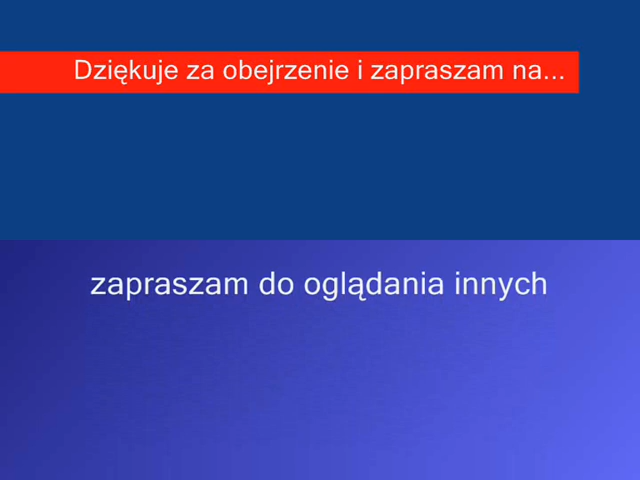 Dziękuje za obejrzenie i zapraszam na...
zapraszam do oglądania innych